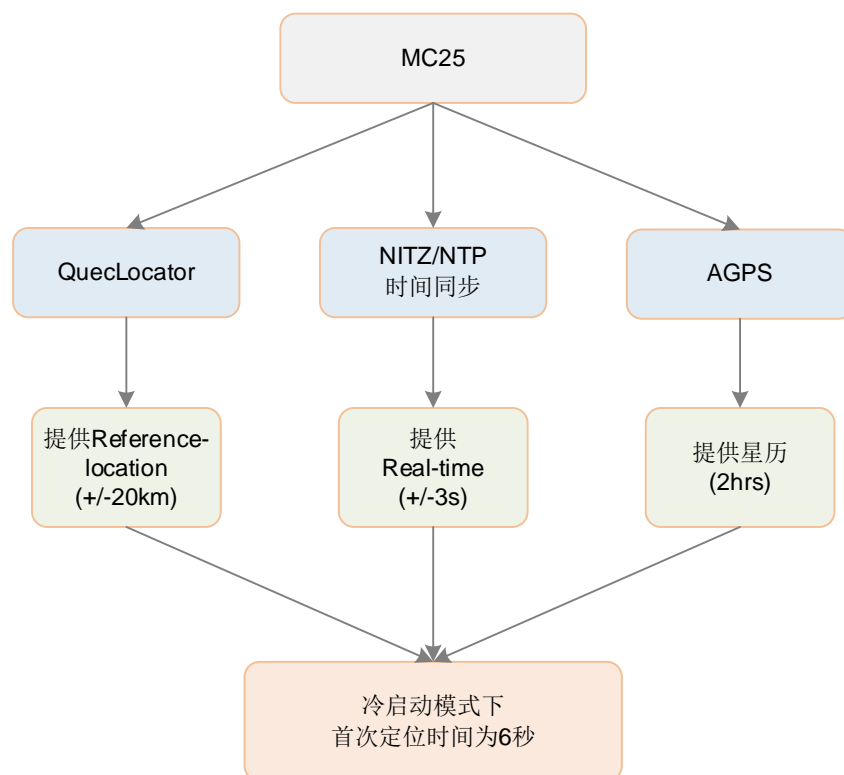 MC25
QuecLocator
NITZ/NTP
时间同步
AGPS
提供Reference-
location
(+/-20km)
提供
Real-time
(+/-3s)
提供星历
(2hrs)
冷启动模式下
首次定位时间为6秒